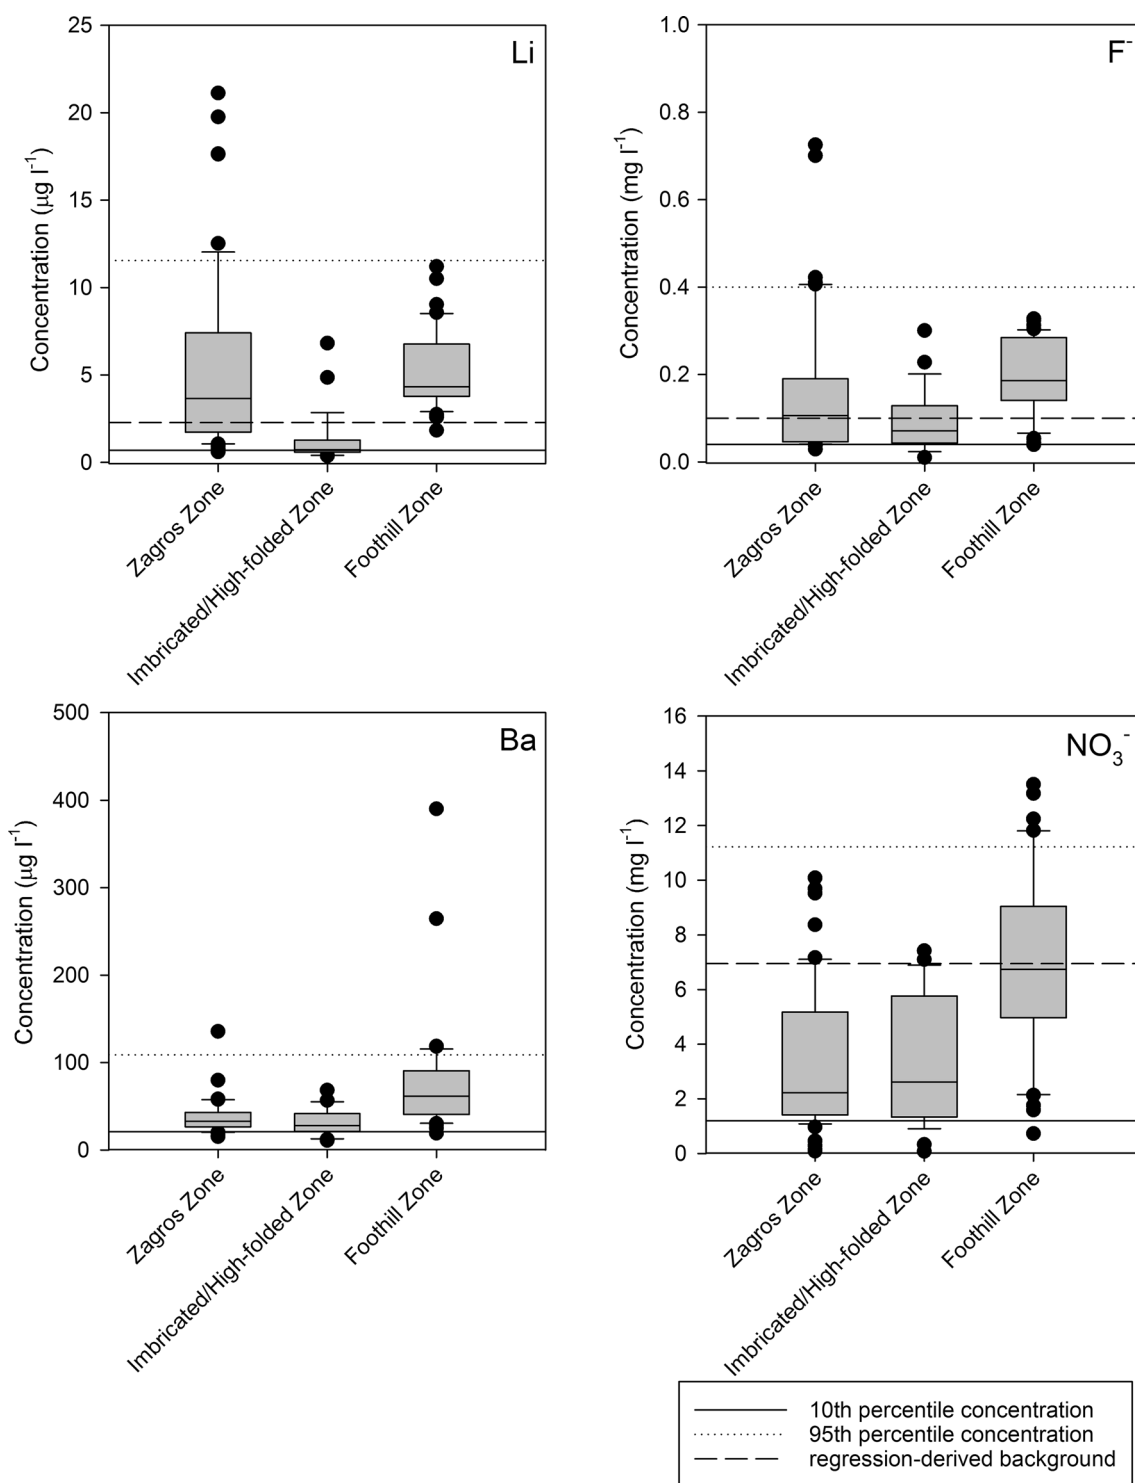 Li
Concentration (µg l⁻¹)
25
20
15
10
5
0
Zagros Zone
Imbricated/High-folded Zone
Foothill Zone
F⁻
Concentration (mg l⁻¹)
1.0
0.8
0.6
0.4
0.2
0.0
Zagros Zone
Imbricated/High-folded Zone
Foothill Zone
Ba
Concentration (µg l⁻¹)
500
400
300
200
100
0
Zagros Zone
Imbricated/High-folded Zone
Foothill Zone
NO₃⁻
Concentration (mg l⁻¹)
16
14
12
10
8
6
4
2
0
Zagros Zone
Imbricated/High-folded Zone
Foothill Zone
10th percentile concentration
95th percentile concentration
regression-derived background